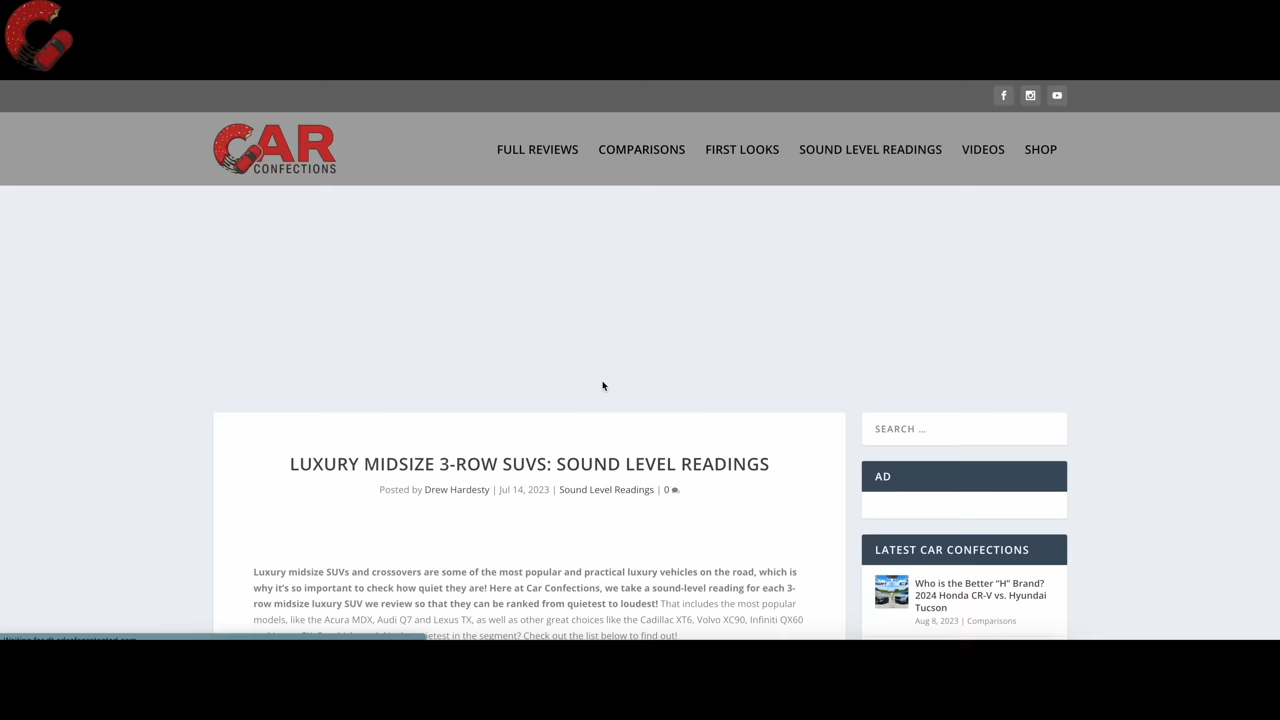 CAR
CONFECTIONS
FULL REVIEWS COMPARISONS FIRST LOOKS SOUND LEVEL READINGS VIDEOS SHOP
LUXURY MIDSIZE 3-ROW SUVS: SOUND LEVEL READINGS
Posted by Drew Hardesty | Jul 14, 2023 | Sound Level Readings | 0
Luxury midsize SUVs and crossovers are some of the most popular and practical luxury vehicles on the road, which is
why it's so important to check how quiet they are! Here at Car Confections, we take a sound-level reading for each 3-
row midsize luxury SUV we review so that they can be ranked from quietest to loudest! That includes the most popular
models, like the Acura MDX, Audi Q7 and Lexus TX, as well as other great choices like the Cadillac XT6, Volvo XC90, Infiniti QX60
in the segment? Check out the list below to find out!
SEARCH …
AD
LATEST CAR CONFECTIONS
Who is the Better “H” Brand?
2024 Honda CR-V vs. Hyundai
Tucson
Aug 8, 2023 | Comparisons